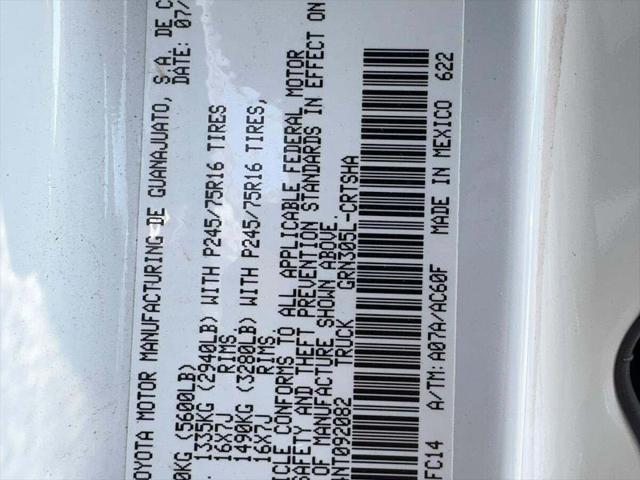 OYOTA MOTOR MANUFACTURING DE GUANAJUATO, S.A. DE C
DATE: 07/
0KG (5600LB)
1335KG (2940LB) WITH P245/75R16 TIRES
16X7J RIMS
1490KG (3280LB) WITH P245/75R16 TIRES,
16X7J RIMS
ICLE CONFORMS TO ALL APPLICABLE FEDERAL MOTOR
SAFETY AND THEFT PREVENTION STANDARDS IN EFFECT ON
OF MANUFACTURE SHOWN ABOVE.
NT092082 TRUCK GRN305L-CRTSHA
FC14 A/TM: A07A/AC60F MADE IN MEXICO 622